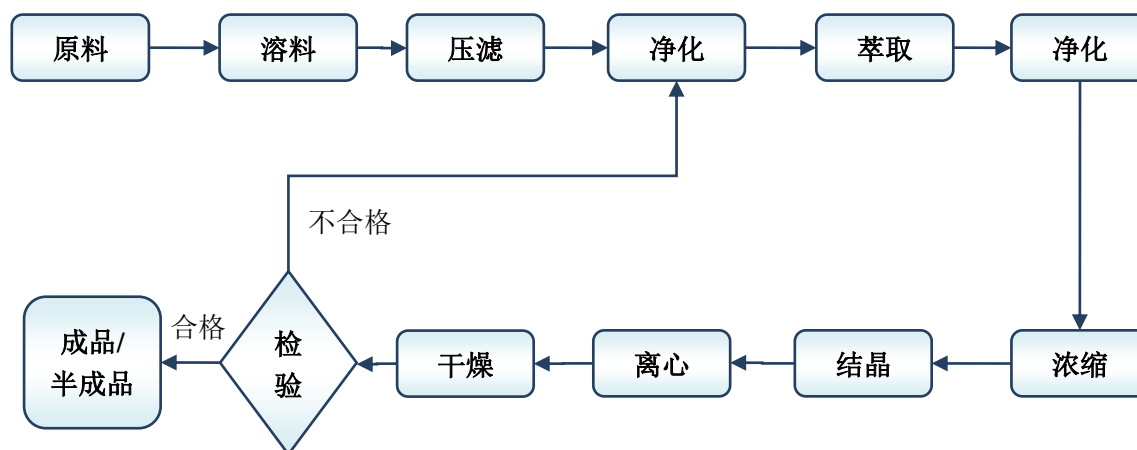 原料
溶料
压滤
净化
萃取
净化
不合格
成品/
半成品
合格
检
验
干燥
离心
结晶
浓缩